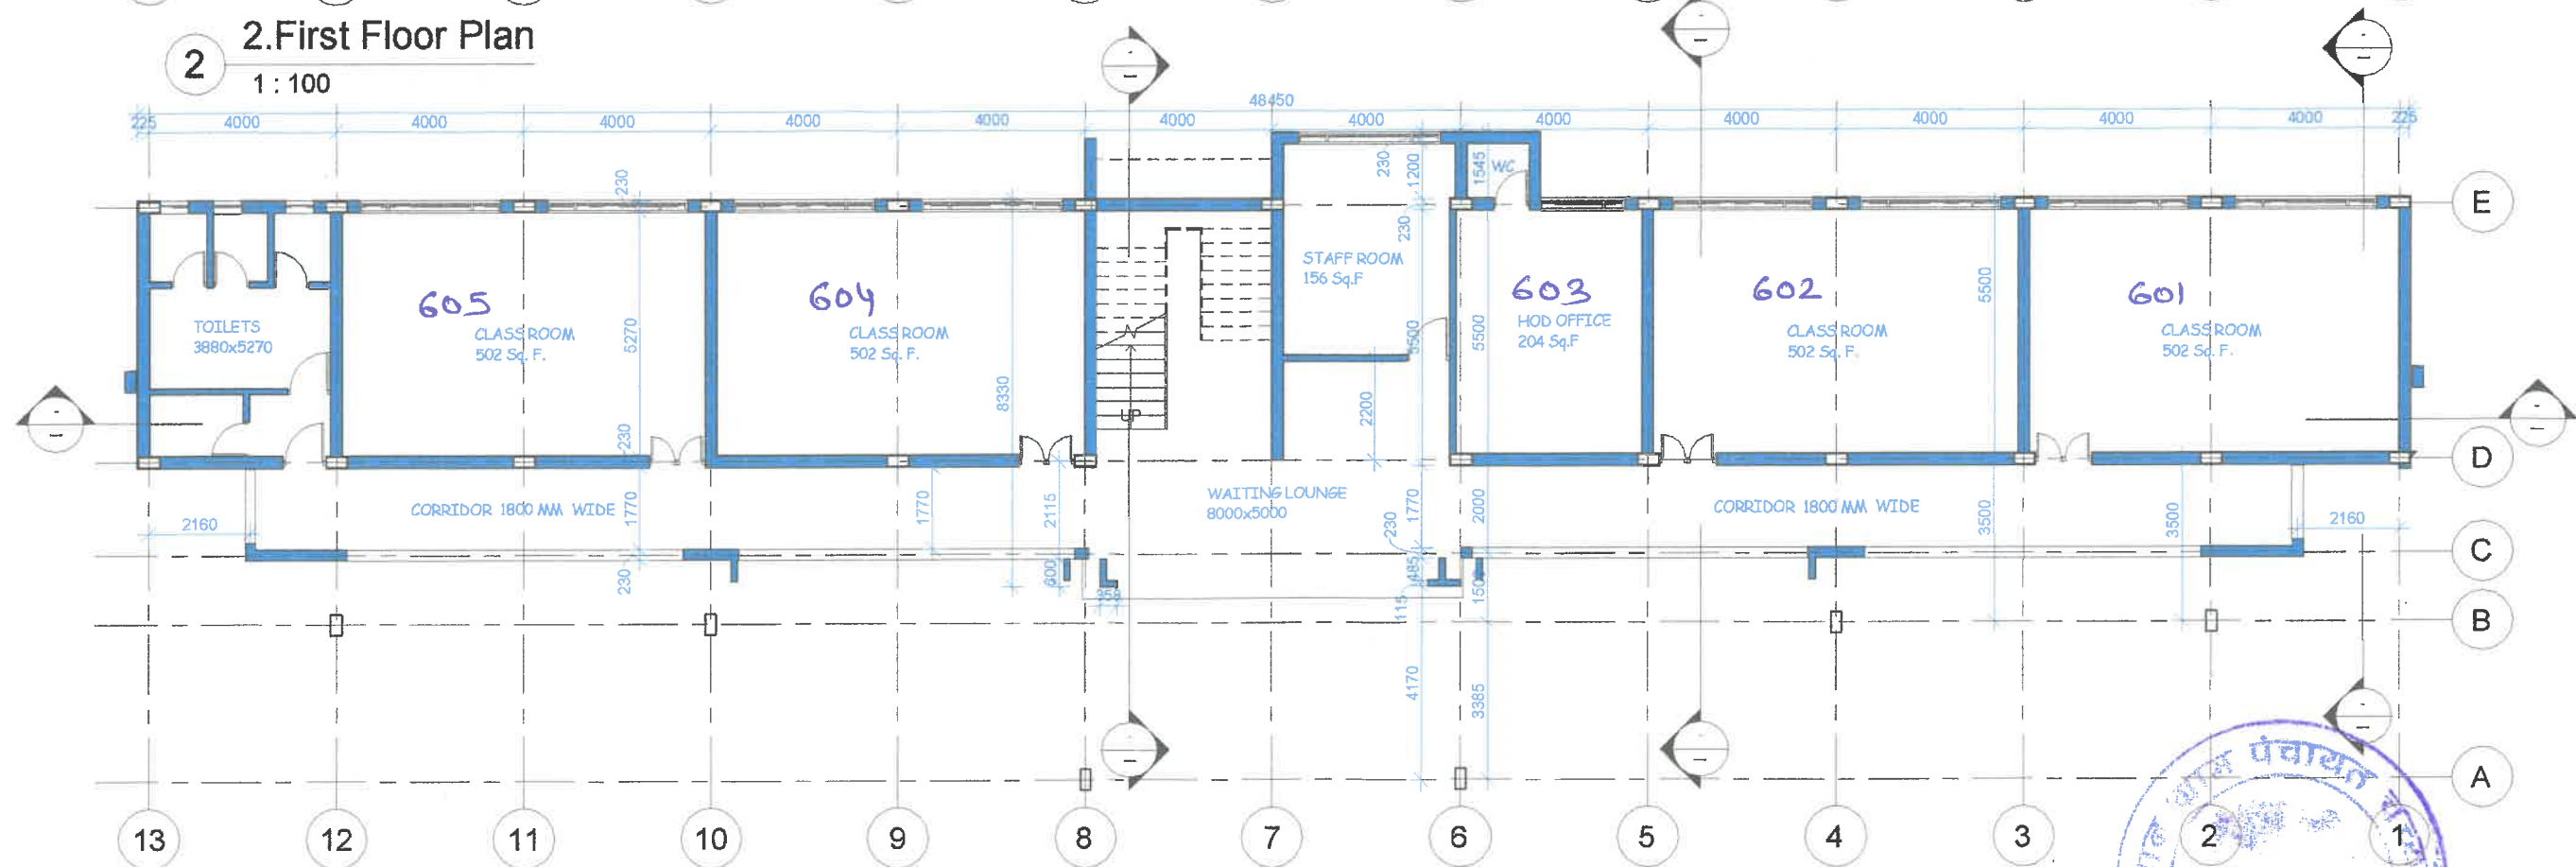 2.First Floor Plan
2
1 : 100
48450
225 4000 4000 4000 4000 4000 4000 4000 4000 4000 4000 4000 4000 225
230
230
1200
1545
WC
E
230
STAFF ROOM
156 Sq.F
605
604
603
602
601
TOILETS
3880x5270
CLASS ROOM
502 Sq. F.
CLASS ROOM
502 Sq. F.
HOD OFFICE
204 Sq.F
CLASS ROOM
502 Sq. F.
CLASS ROOM
502 Sq. F.
5270
8330
5500
5500
5500
UP
2200
230
D
2160
CORRIDOR 1800 MM WIDE
1770
1770
2115
WAITING LOUNGE
8000x5000
230
1770
2000
CORRIDOR 1800 MM WIDE
3500
3500
2160
C
230
600
485
1500
115
B
4170
3385
A
13 12 11 10 9 8 7 6 5 4 3 2 1
पंचायत